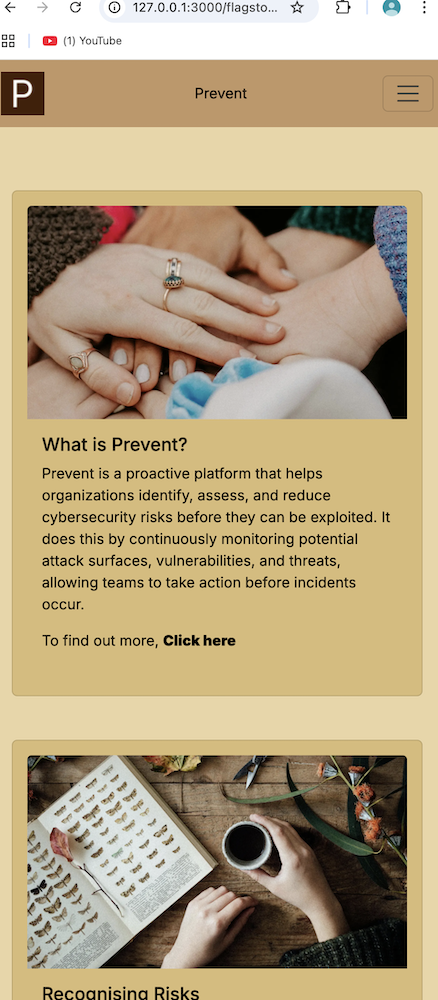 127.0.0.1:3000/flagsto...
(1) YouTube
P
Prevent
What is Prevent?
Prevent is a proactive platform that helps
organizations identify, assess, and reduce
cybersecurity risks before they can be exploited. It
does this by continuously monitoring potential
attack surfaces, vulnerabilities, and threats,
allowing teams to take action before incidents
occur.
To find out more, Click here
Recognising Risks